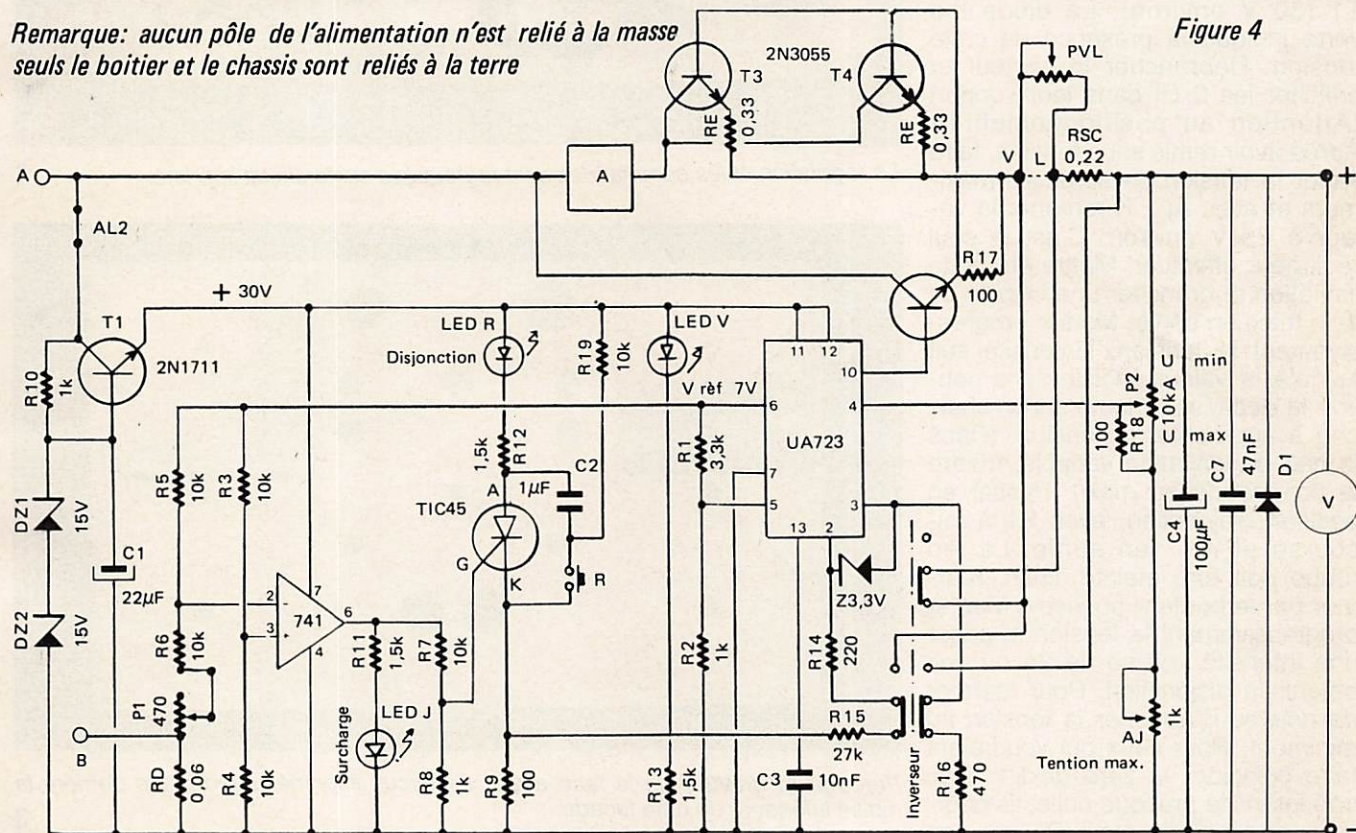 Remarque: aucun pôle de l'alimentation n'est relié à la masse
seuls le boitier et le chassis sont reliés à la terre
Figure 4
2N3055
T3
T4
PVL
RE
0,33
RE
0,33
A
A
V
L
RSC
0,22
+
AL2
R17
100
+ 30V
T1
2N1711
R10
1k
LED R
Disjonction
R19
10k
LED V
11
12
10
V rèf 7V
6
4
UA723
7
5
13
2
3
P2
U min
10kA
U max
R18
100
R5
10k
R3
10k
R12
1,5k
A
C2
1µF
R1
3,3k
TIC45
G
K
R
DZ1
15V
C1
22µF
DZ2
15V
2
3
741
7
6
4
R6
10k
R11
1,5k
R7
10k
R2
1k
Z3,3V
R14
220
C4
100µF
C7
47nF
D1
V
P1
470
B
RD
0,06
R4
10k
Surcharge
LED J
R8
1k
R9
100
R13
1,5k
C3
10nF
R15
27k
Inverseur
R16
470
AJ
1k
Tention max.
-